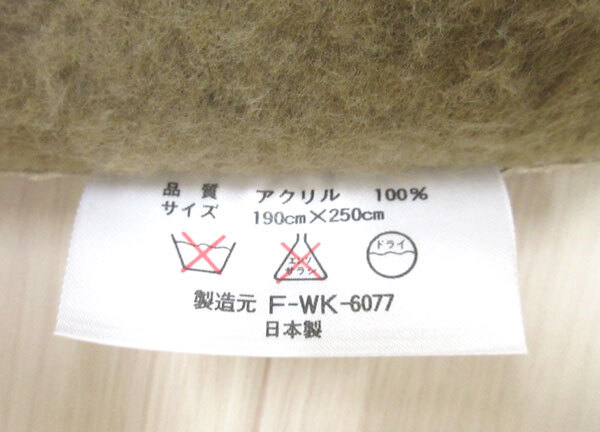 品質 アクリル 100%
サイズ 190cm×250cm
エンソ
サラシ
ドライ
製造元 F-WK-6077
日本製